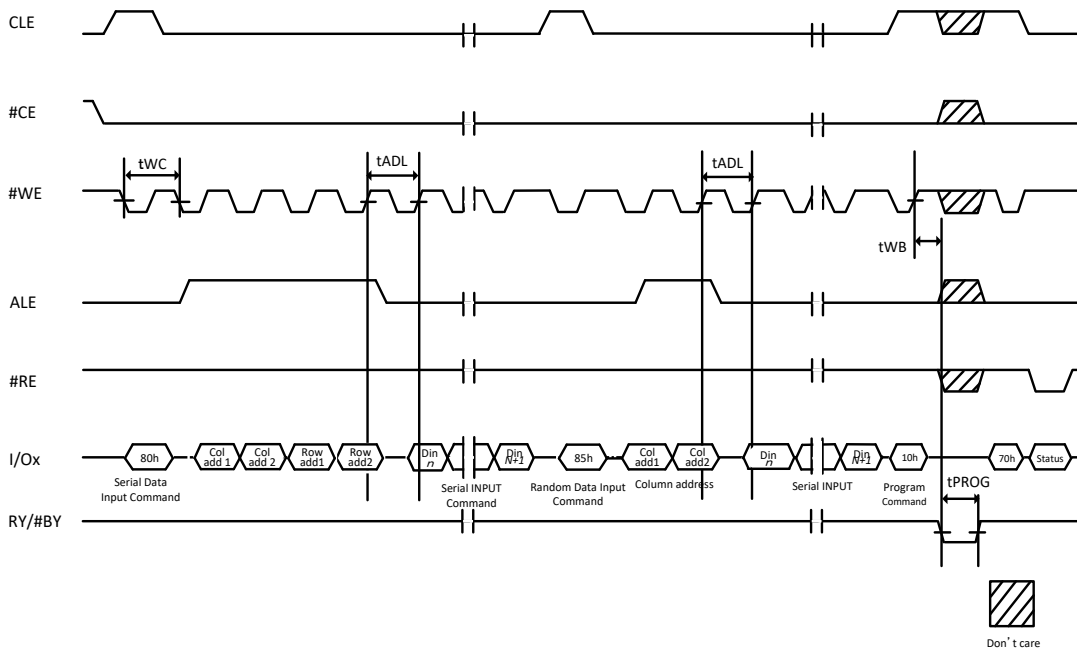 CLE
#CE
tWC
tADL
tADL
#WE
tWB
ALE
#RE
I/Ox
80h
Col
add 1
Col
add 2
Row
add1
Row
add2
Din
n
Din
N+1
85h
Col
add1
Col
add2
Din
n
Din
N+1
10h
70h
Status
Serial Data
Input Command
Serial INPUT
Command
Random Data Input
Command
Column address
Serial INPUT
Program
Command
tPROG
RY/#BY
Don't care